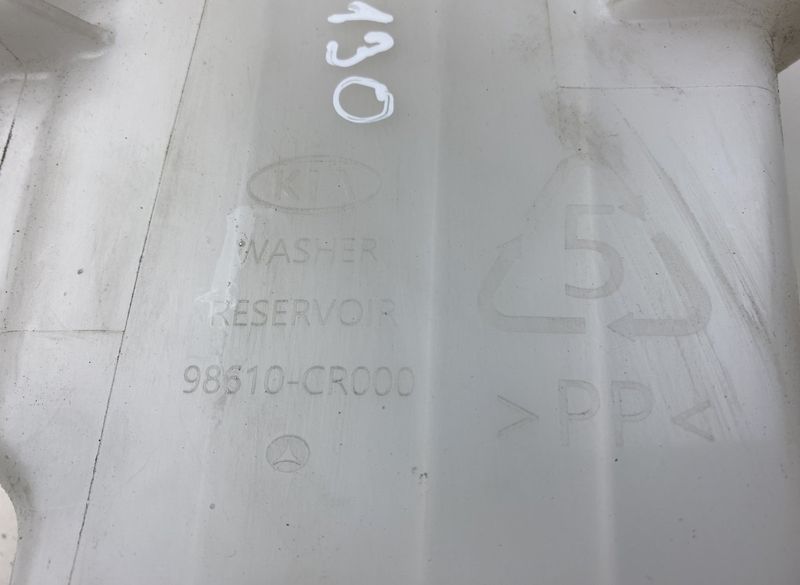 130
KIA
WASHER
RESERVOIR
98610-CR000
5
>PP<